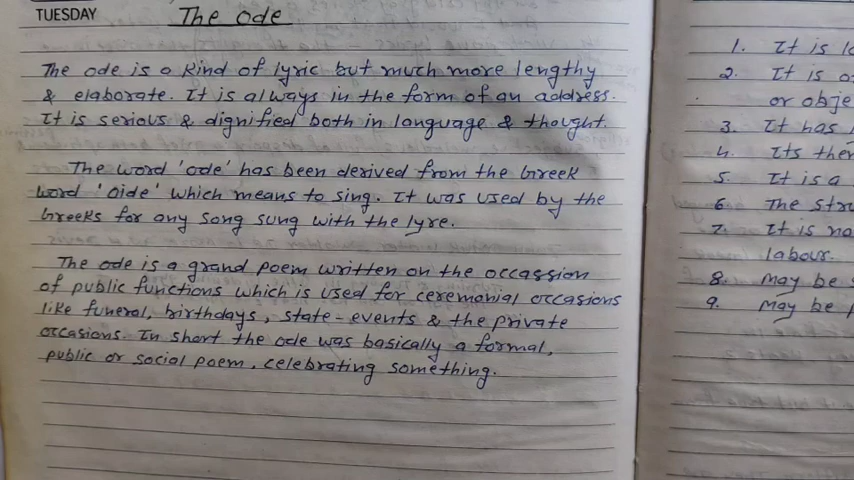 TUESDAY
The ode
The ode is a kind of lyric but much more lengthy
& elaborate. It is always in the form of an address.
It is serious & dignified both in language & thought.
The word 'ode' has been derived from the Greek
word 'oide' which means to sing. It was used by the
Greeks for any song sung with the lyre.
The ode is a grand poem written on the occassion
of public functions which is used for ceremonial occasions
like funeral, birthdays, state-events & the private
occasions. In short the ode was basically a formal,
public or social poem, celebrating something.
1. It is
2. It is
or
3. It has
4. Its
5. It is a
6. The
7. It is
labour.
8. May be
9. May be